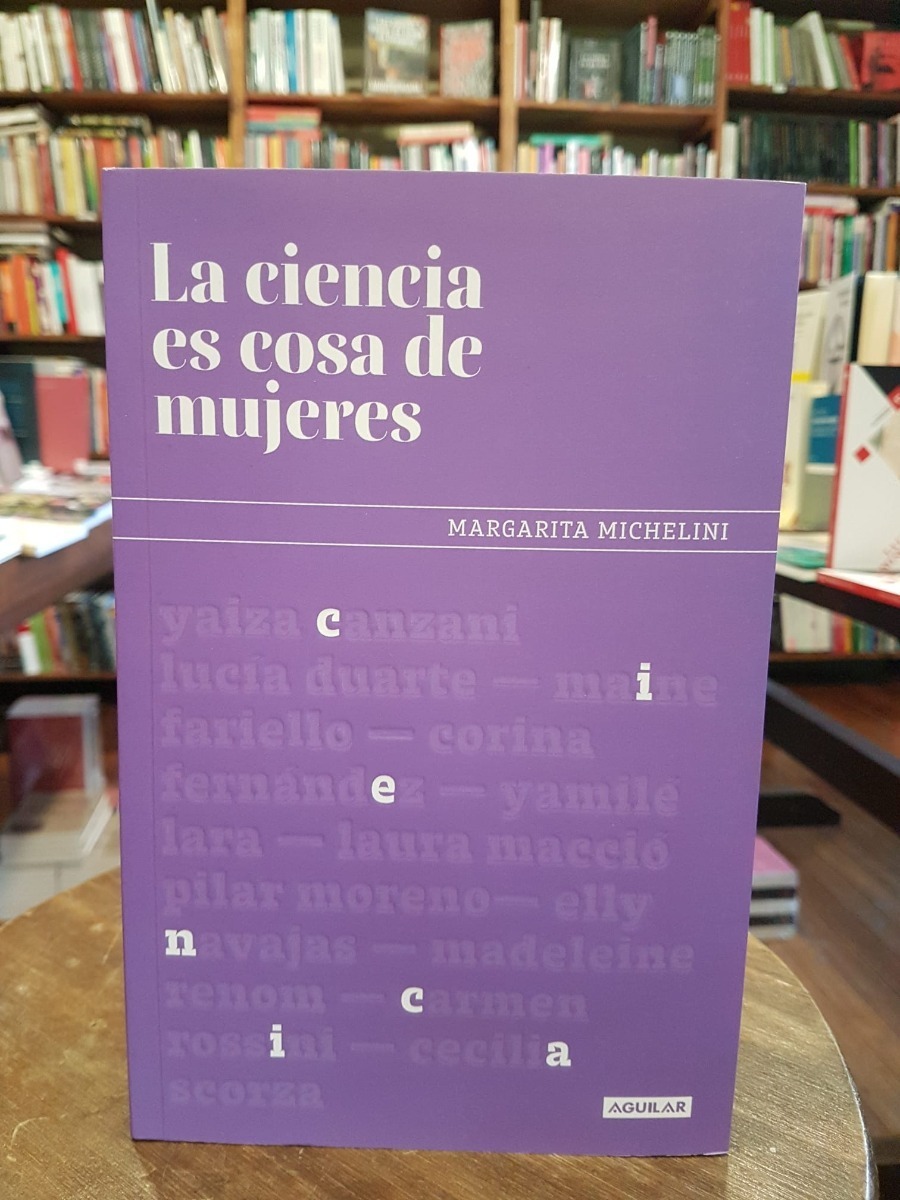 La ciencia
es cosa de
mujeres
MARGARITA MICHELINI
yaiza canzani
lucía duarte — maine
fariello — corina
fernández — yamilé
lara — laura macció
pilar moreno — elly
navajas — madeleine
renom — carmen
rossini — cecilia
scorza
AGUILAR